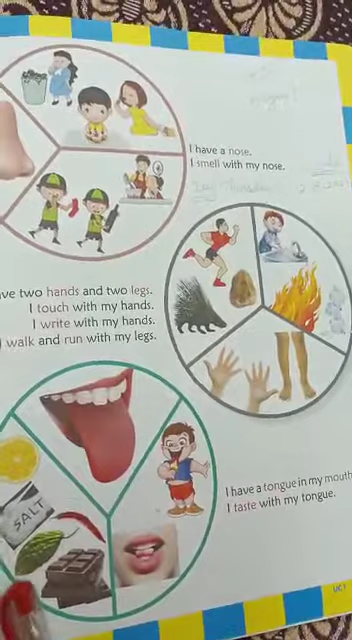 I have a nose.
I smell with my nose.
ve two hands and two legs.
I touch with my hands.
I write with my hands.
I walk and run with my legs.
SALT
I have a tongue in my mouth
I taste with my tongue.
UC1